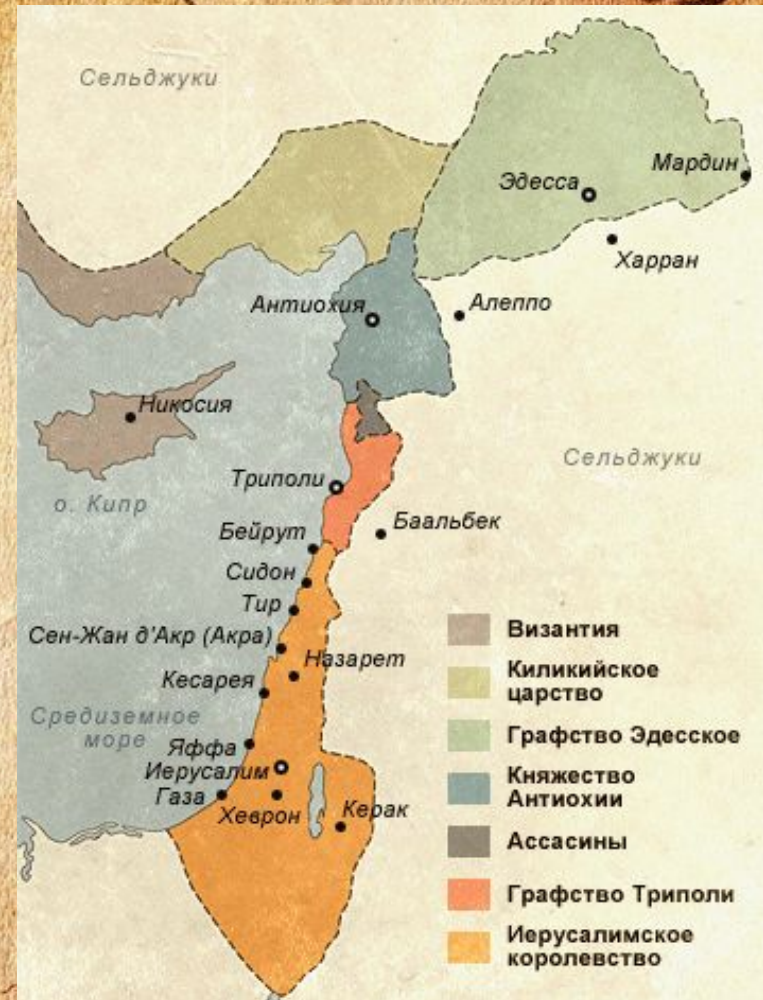 Сельджуки
Мардин
Эдесса
Харран
Антиохия
Алеппо
Никосия
Сельджуки
Триполи
о. Кипр
Баальбек
Бейрут
Сидон
Тир
Византия
Сен-Жан д'Акр (Акра)
Назарет
Киликийское
царство
Кесарея
Средиземное
море
Графство Эдесское
Яффа
Иерусалим
Газа
Хеврон
Керак
Княжество
Антиохии
Ассасины
Графство Триполи
Иерусалимское
королевство